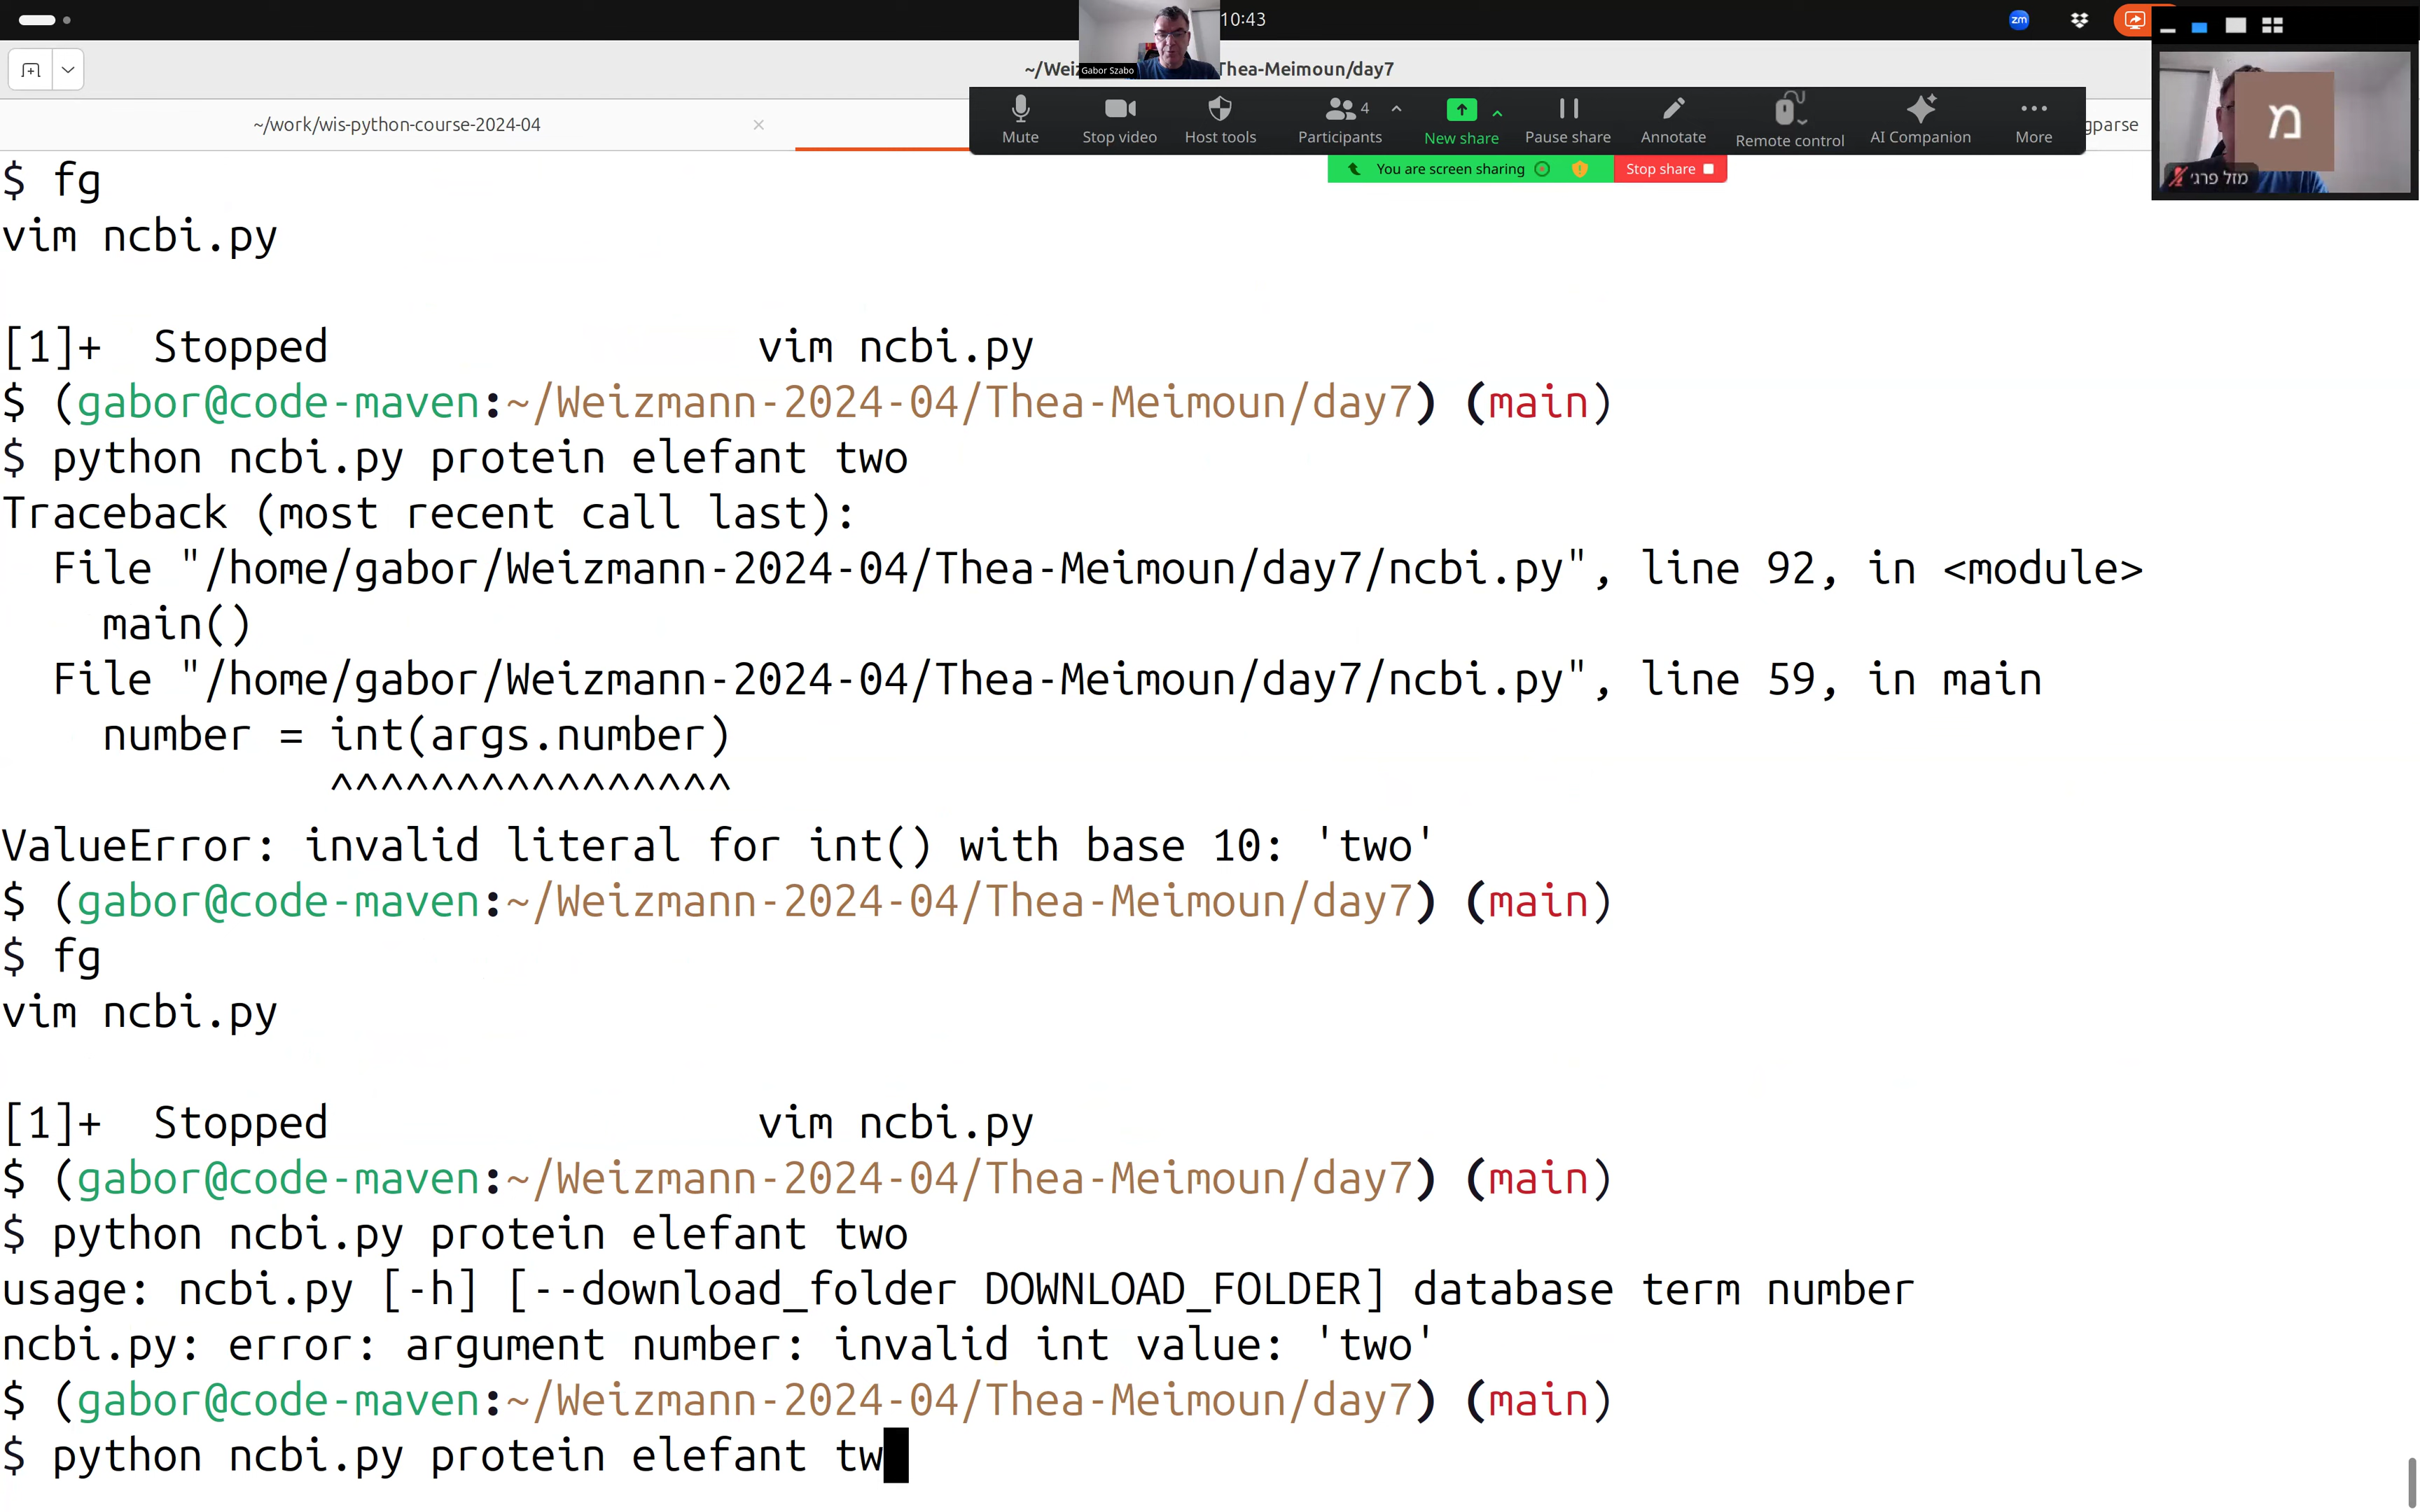 10:43
zm
Gabor Szabo
~/Wei
Thea-Meimoun/day7
~/work/wis-python-course-2024-04
gparse
Mute
Stop video
Host tools
Participants
4
New share
Pause share
Annotate
Remote control
AI Companion
More
You are screen sharing
Stop share
מ
מזל פרג'י
$ fg
vim ncbi.py
[1]+  Stopped                 vim ncbi.py
$ (gabor@code-maven:~/Weizmann-2024-04/Thea-Meimoun/day7) (main)
$ python ncbi.py protein elefant two
Traceback (most recent call last):
  File "/home/gabor/Weizmann-2024-04/Thea-Meimoun/day7/ncbi.py", line 92, in <module>
    main()
  File "/home/gabor/Weizmann-2024-04/Thea-Meimoun/day7/ncbi.py", line 59, in main
    number = int(args.number)
             ^^^^^^^^^^^^^^^^
ValueError: invalid literal for int() with base 10: 'two'
$ (gabor@code-maven:~/Weizmann-2024-04/Thea-Meimoun/day7) (main)
$ fg
vim ncbi.py
[1]+  Stopped                 vim ncbi.py
$ (gabor@code-maven:~/Weizmann-2024-04/Thea-Meimoun/day7) (main)
$ python ncbi.py protein elefant two
usage: ncbi.py [-h] [--download_folder DOWNLOAD_FOLDER] database term number
ncbi.py: error: argument number: invalid int value: 'two'
$ (gabor@code-maven:~/Weizmann-2024-04/Thea-Meimoun/day7) (main)
$ python ncbi.py protein elefant tw